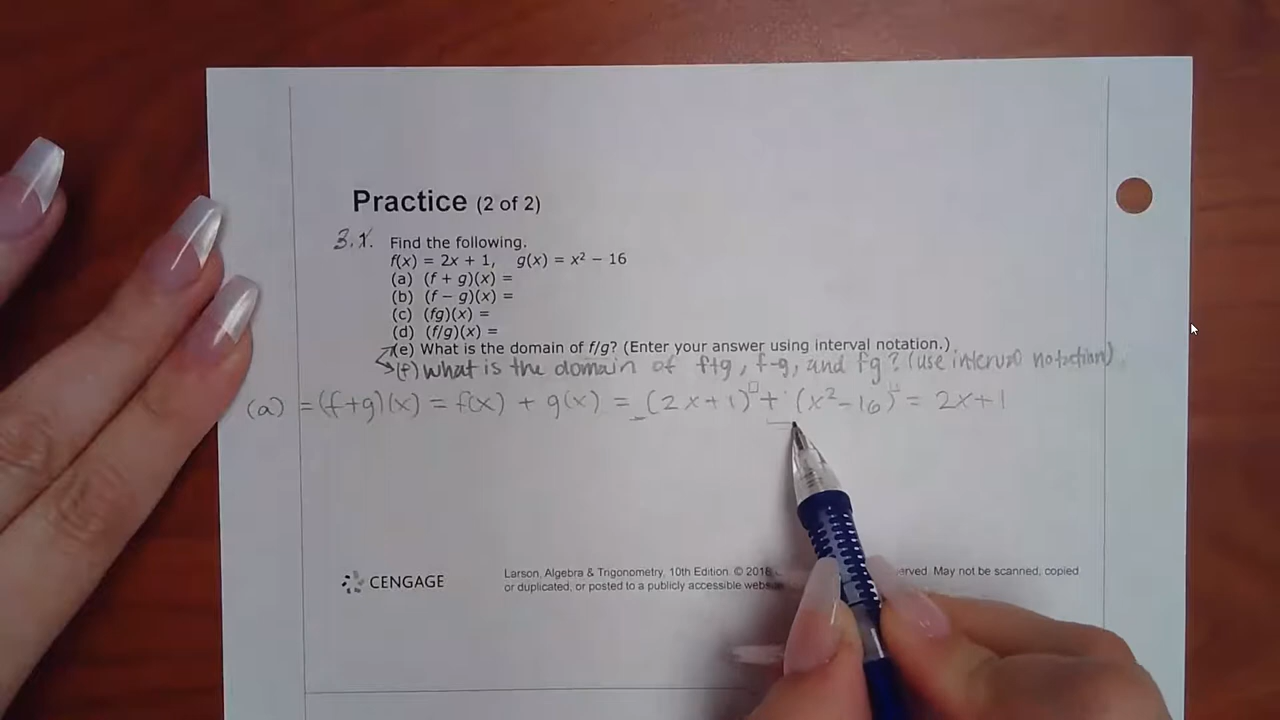 Practice (2 of 2)
3.1. Find the following.
f(x) = 2x + 1, g(x) = x² − 16
(a) (f + g)(x) =
(b) (f − g)(x) =
(c) (fg)(x) =
(d) (f/g)(x) =
(e) What is the domain of f/g? (Enter your answer using interval notation.)
(f) What is the domain of f+g, f-g, and fg? (use interval notation)
(a) = (f+g)(x) = f(x) + g(x) = (2x+1) + (x²-16) = 2x+1
CENGAGE
Larson, Algebra & Trigonometry, 10th Edition. © 2018 erved. May not be scanned, copied
or duplicated, or posted to a publicly accessible